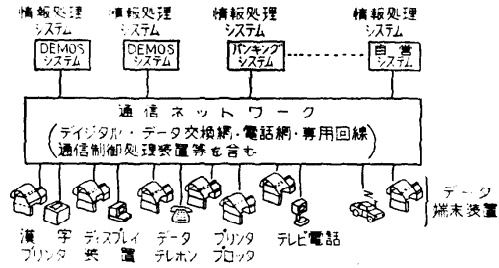 情報処理 情報処理 情報処理 情報処理
システム システム システム システム
DEMOS DEMOS バンキング 自営
システム システム システム システム
通信ネットワーク
(ディジタル・データ交換網・電話網・専用回線
通信制御処理装置等を含む)
データ
端末装置
漢字 ディスプレイ データ プリンタ テレビ電話
プリンタ 装置 テレホン プロッタ